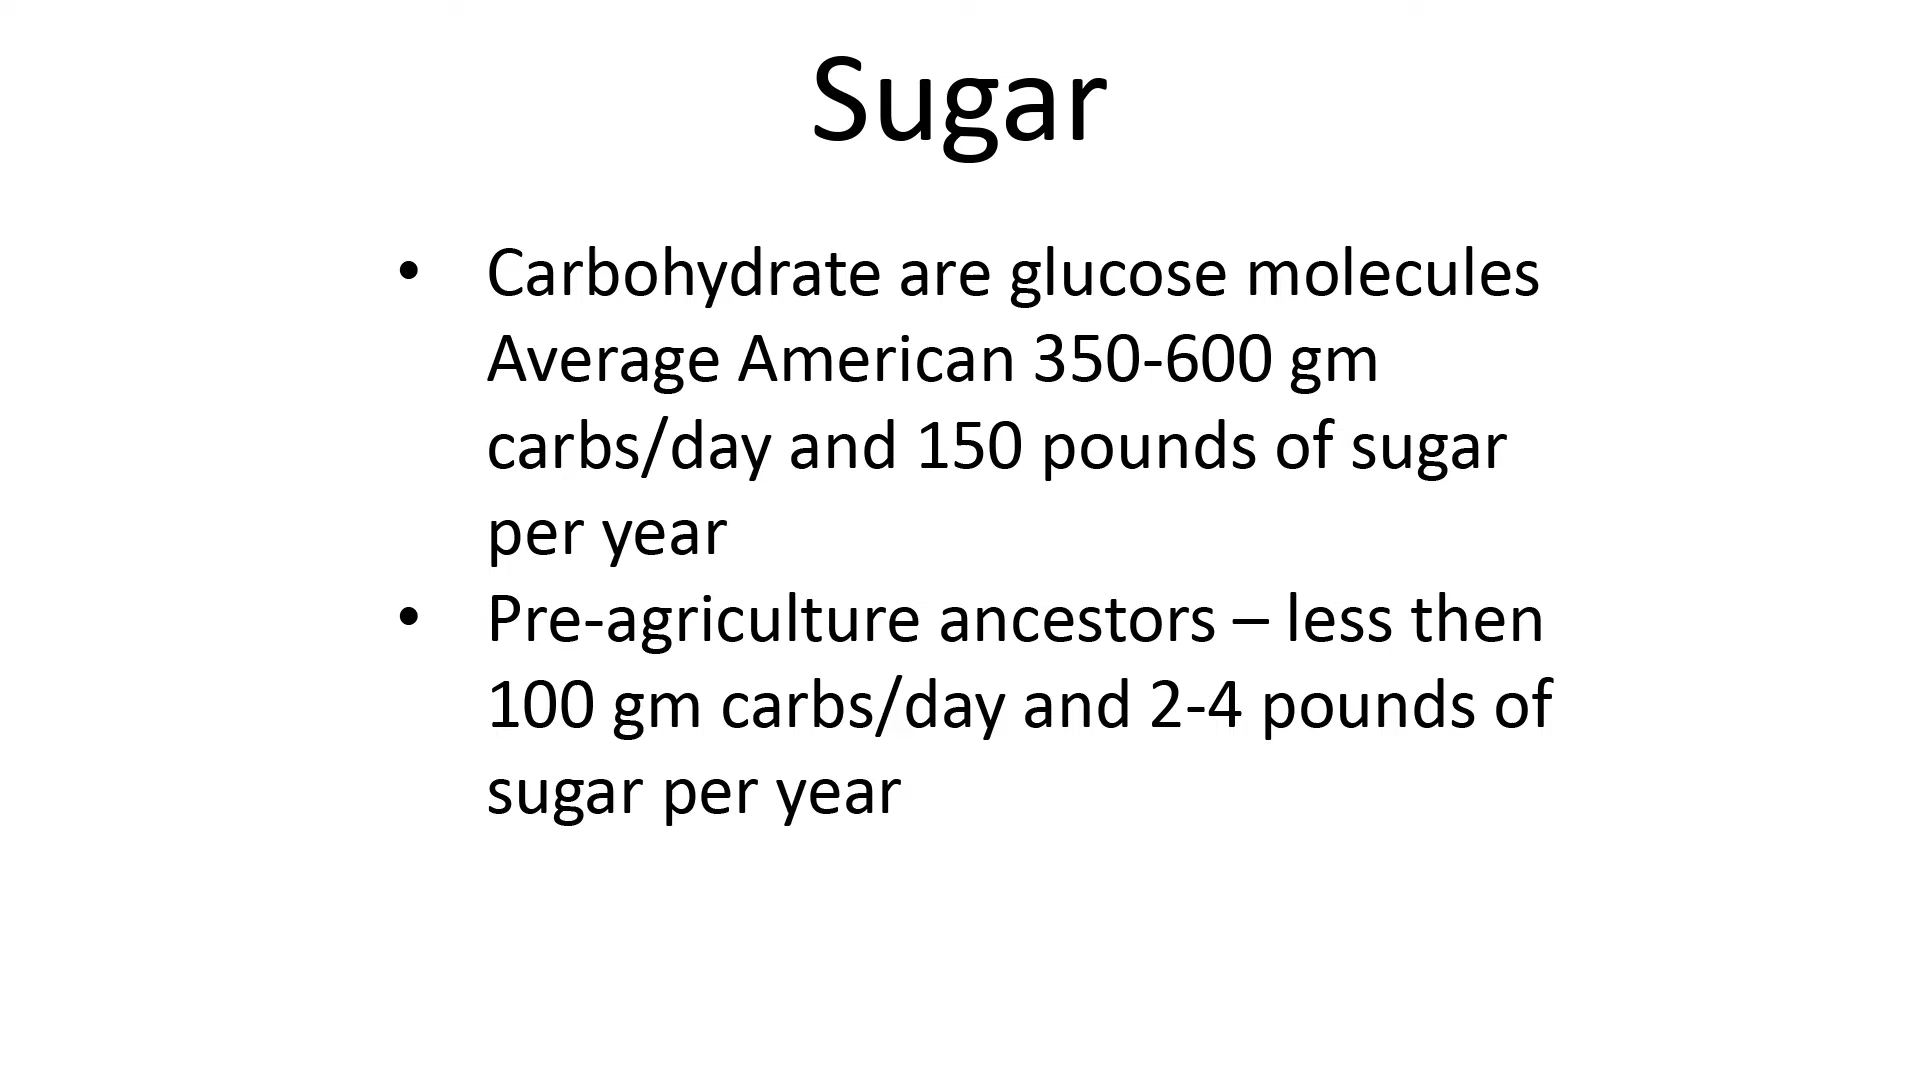 Sugar
• Carbohydrate are glucose molecules
Average American 350-600 gm
carbs/day and 150 pounds of sugar
per year
• Pre-agriculture ancestors – less then
100 gm carbs/day and 2-4 pounds of
sugar per year